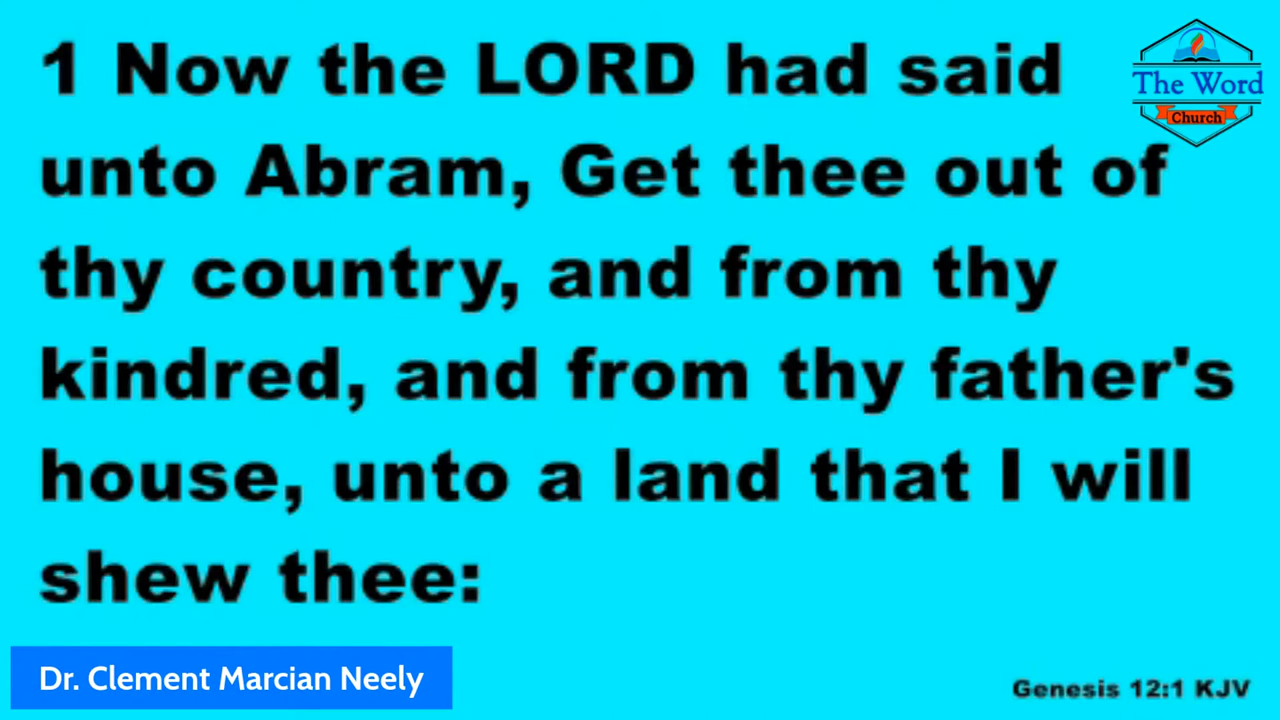 1 Now the LORD had said
unto Abram, Get thee out of
thy country, and from thy
kindred, and from thy father's
house, unto a land that I will
shew thee:
The Word
Church
Dr. Clement Marcian Neely
Genesis 12:1 KJV